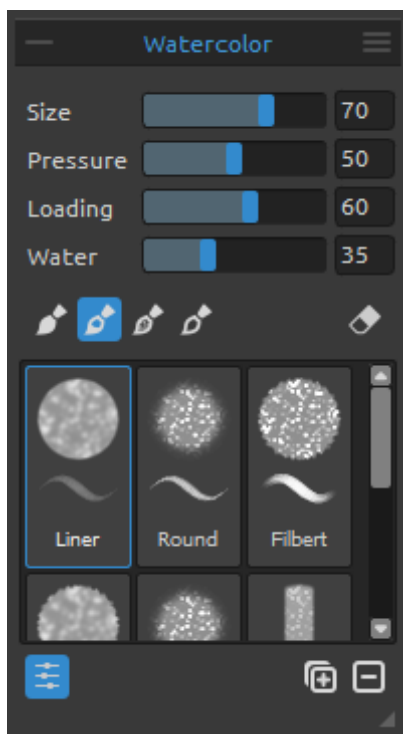 Watercolor
Size 70
Pressure 50
Loading 60
Water 35
Liner Round Filbert